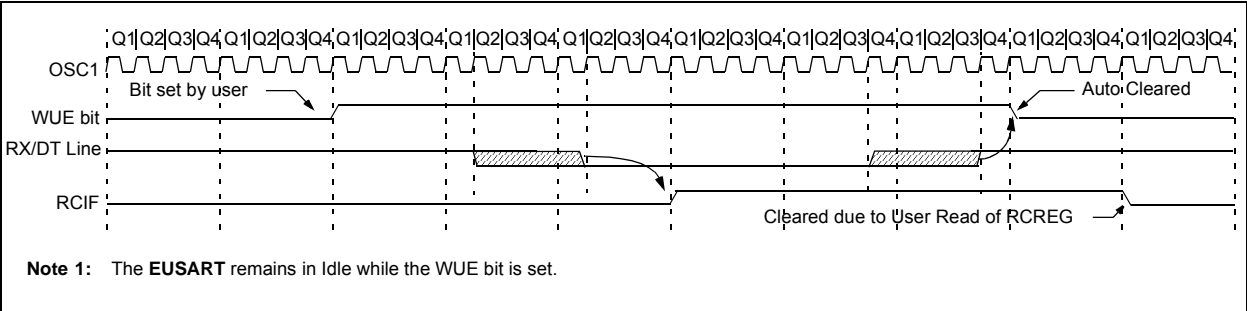 Q1 Q2 Q3 Q4 Q1 Q2 Q3 Q4 Q1 Q2 Q3 Q4 Q1 Q2 Q3 Q4 Q1 Q2 Q3 Q4 Q1 Q2 Q3 Q4 Q1 Q2 Q3 Q4 Q1 Q2 Q3 Q4 Q1 Q2 Q3 Q4 Q1 Q2 Q3 Q4
OSC1
Bit set by user
Auto Cleared
WUE bit
RX/DT Line
RCIF
Cleared due to User Read of RCREG
Note 1: The EUSART remains in Idle while the WUE bit is set.